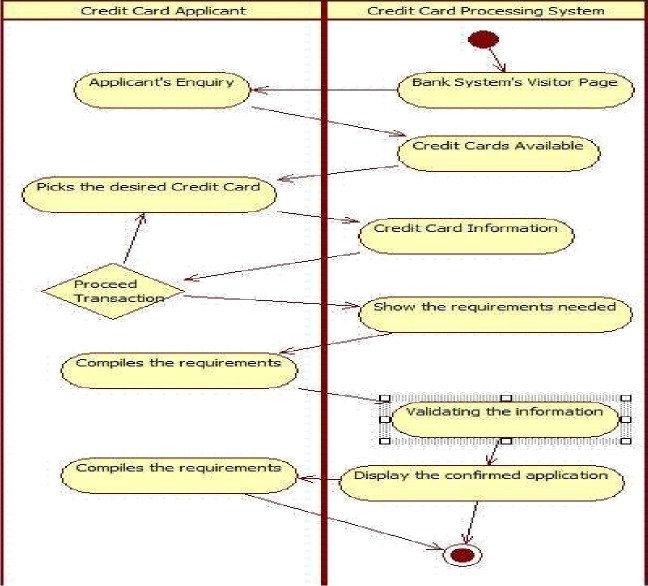 Credit Card Applicant
Credit Card Processing System
Applicant's Enquiry
Bank System's Visitor Page
Credit Cards Available
Picks the desired Credit Card
Credit Card Information
Proceed
Transaction
Show the requirements needed
Compiles the requirements
Validating the information
Compiles the requirements
Display the confirmed application